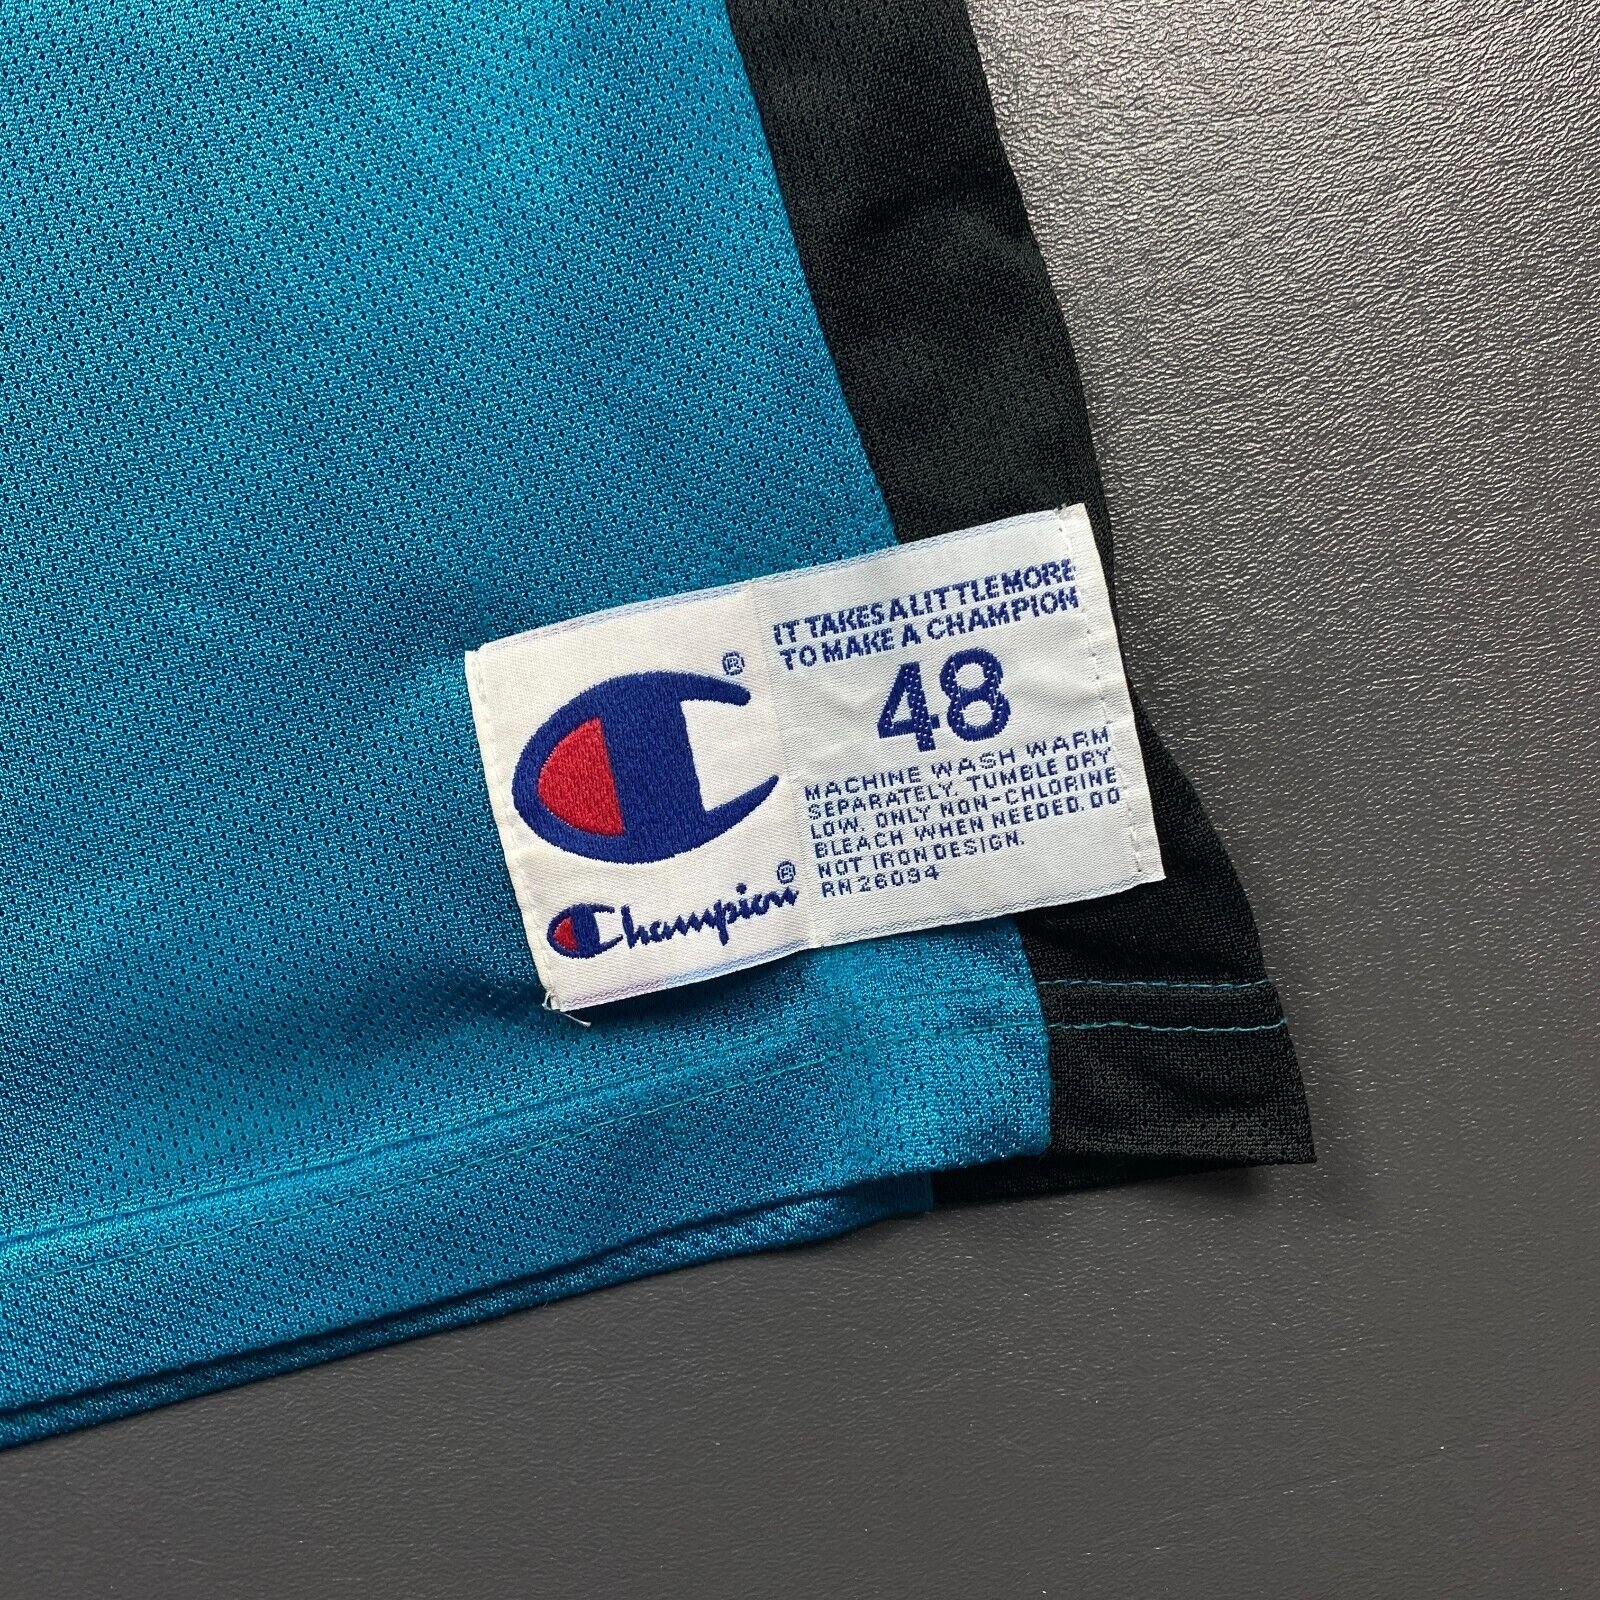 IT TAKES A LITTLE MORE
TO MAKE A CHAMPION
48
MACHINE WASH WARM
SEPARATELY. TUMBLE DRY
LOW. ONLY NON-CHLORINE
BLEACH WHEN NEEDED. DO
NOT IRON DESIGN.
RN 26094
®
Champion®